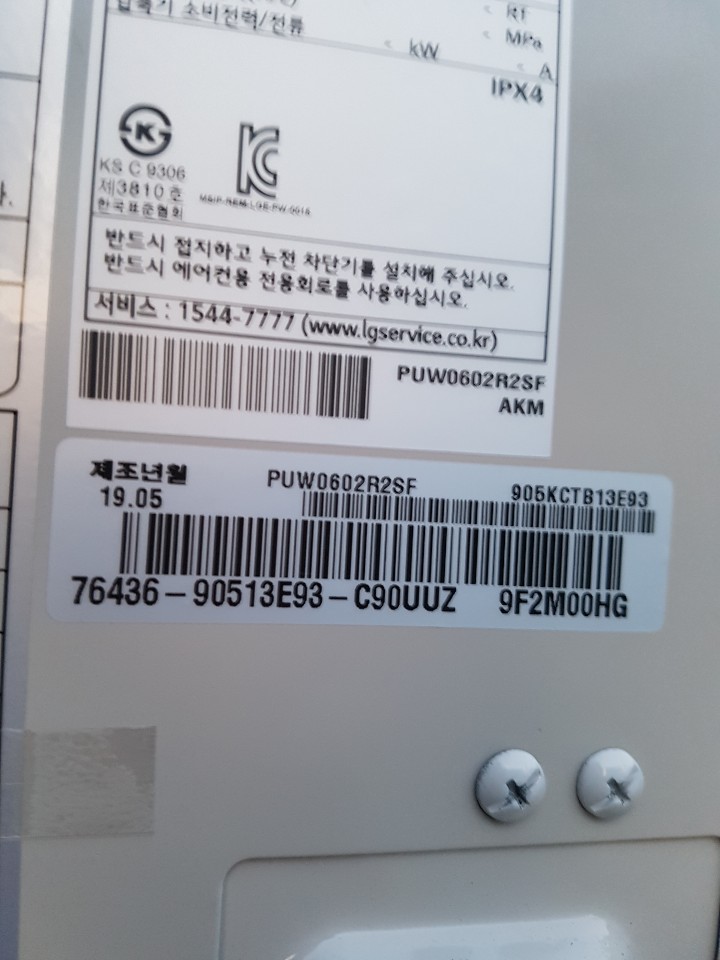 소비전력/전류
kW
MPa
A
IPX4
KS C 9306
제3810호
한국표준협회
반드시 접지하고 누전 차단기를 설치해 주십시오.
반드시 에어컨용 전용회로를 사용하십시오.
서비스 : 1544-7777 (www.lgservice.co.kr)
PUW0602R2SF
AKM
제조년월
19.05
PUW0602R2SF
905KCTB13E93
76436-90513E93-C90UUZ 9F2M00HG